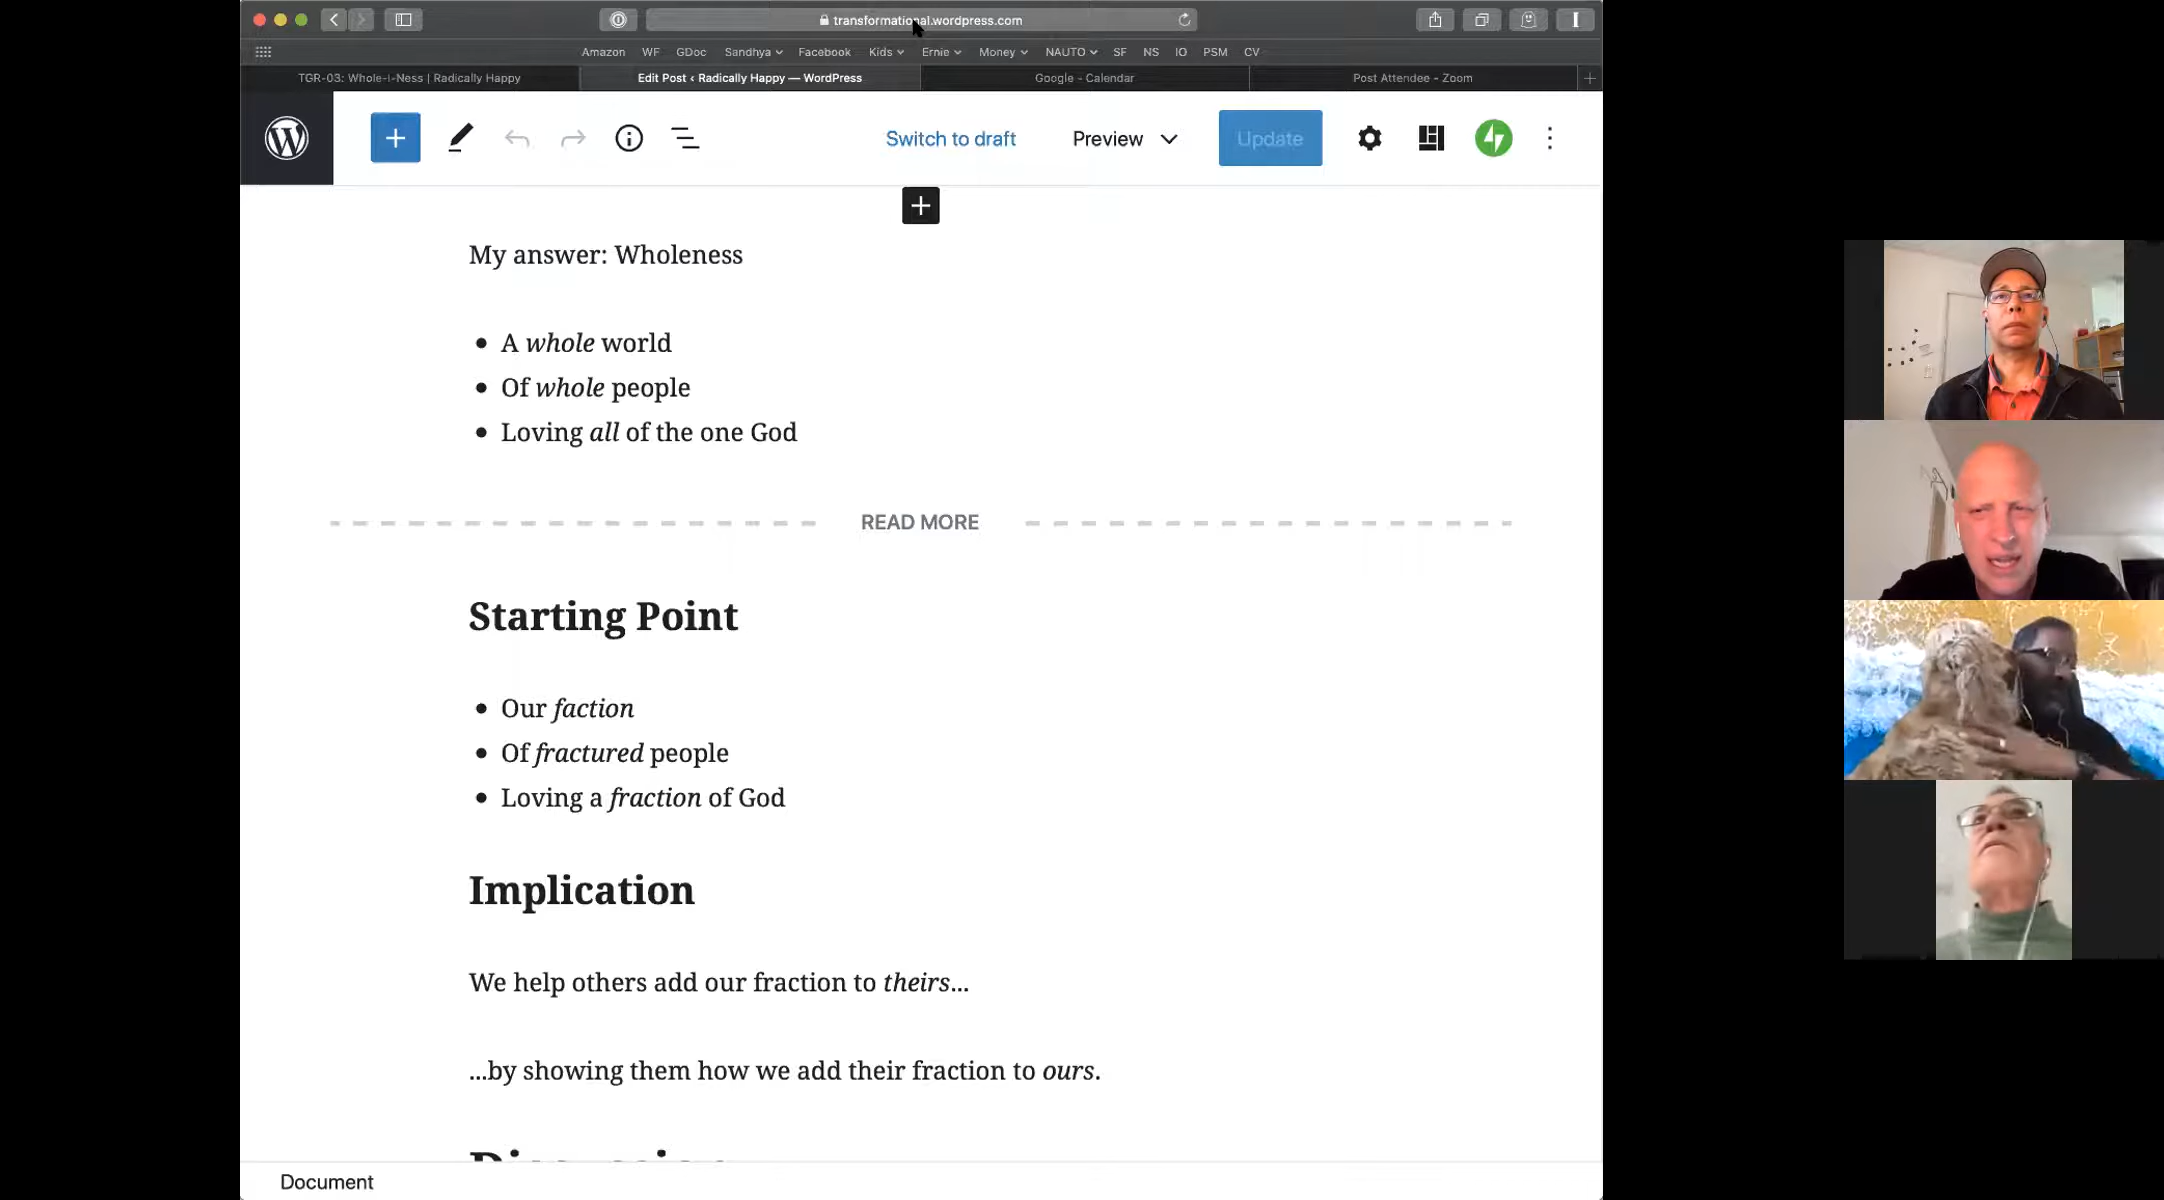 transformational.wordpress.com
Amazon WF GDoc Sandhya Facebook Kids Ernie Money NAUTO SF NS IO PSM CV
TGR-03: Whole-i-Ness | Radically Happy
Edit Post ‹ Radically Happy — WordPress
Google - Calendar
Post Attendee - Zoom
Switch to draft
Preview
Update
My answer: Wholeness
• A whole world
• Of whole people
• Loving all of the one God
READ MORE
Starting Point
• Our faction
• Of fractured people
• Loving a fraction of God
Implication
We help others add our fraction to theirs...
...by showing them how we add their fraction to ours.
Document